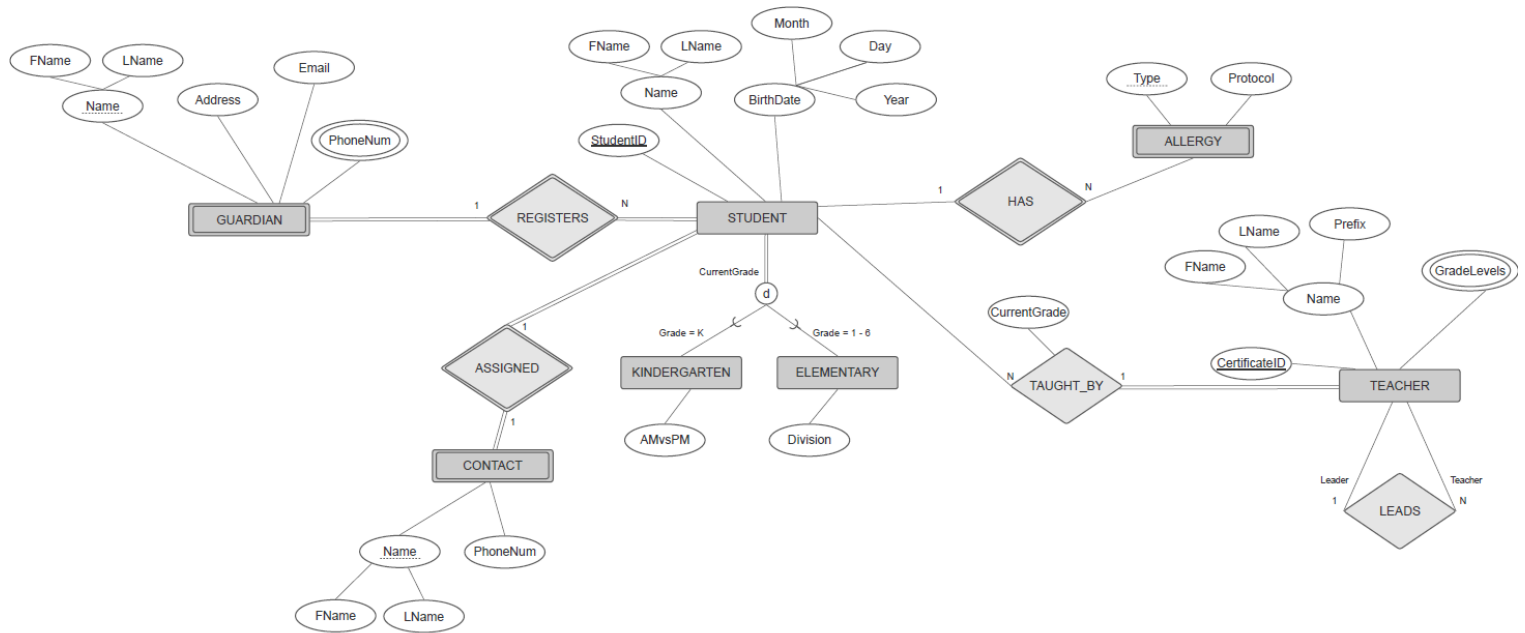 Month
FName
LName
Day
FName
LName
Email
Type
Protocol
Name
Address
Name
BirthDate
Year
PhoneNum
StudentID
ALLERGY
GUARDIAN
1
REGISTERS
N
STUDENT
1
HAS
N
LName
Prefix
FName
GradeLevels
Name
CurrentGrade
d
CurrentGrade
1
Grade = K
Grade = 1 - 6
ASSIGNED
KINDERGARTEN
ELEMENTARY
N
TAUGHT_BY
1
CertificateID
TEACHER
1
AMvsPM
Division
CONTACT
Leader
Teacher
1
LEADS
N
Name
PhoneNum
FName
LName